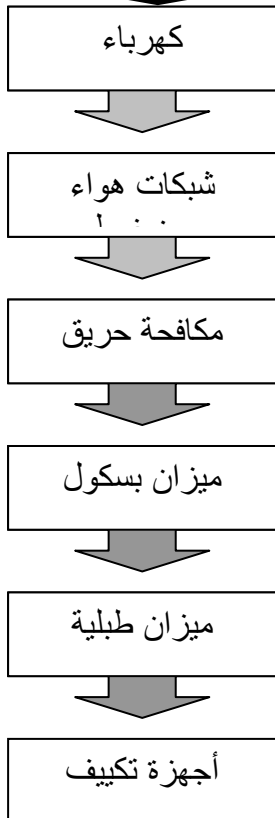 كهرباء
شبكات هواء
مكافحة حريق
ميزان بسكول
ميزان طبلية
أجهزة تكييف